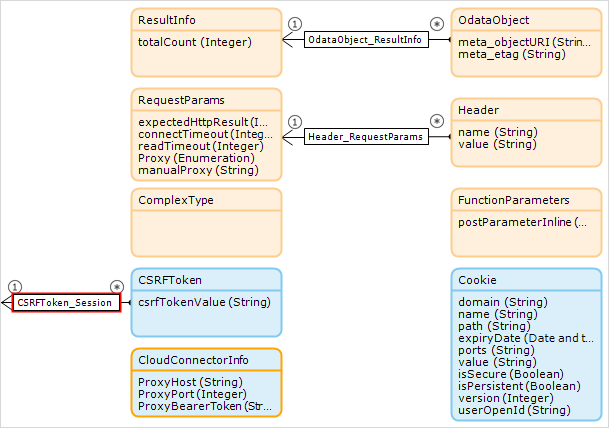 ResultInfo
totalCount (Integer)
1
OdataObject_ResultInfo
*
OdataObject
meta_objectURI (Strin...
meta_etag (String)
RequestParams
expectedHttpResult (I...
connectTimeout (Integ...
readTimeout (Integer)
Proxy (Enumeration)
manualProxy (String)
1
Header_RequestParams
*
Header
name (String)
value (String)
ComplexType
FunctionParameters
postParameterInline (...
1
CSRFToken_Session
*
CSRFToken
csrfTokenValue (String)
Cookie
domain (String)
name (String)
path (String)
expiryDate (Date and t...
ports (String)
value (String)
isSecure (Boolean)
isPersistent (Boolean)
version (Integer)
userOpenId (String)
CloudConnectorInfo
ProxyHost (String)
ProxyPort (Integer)
ProxyBearerToken (Str...